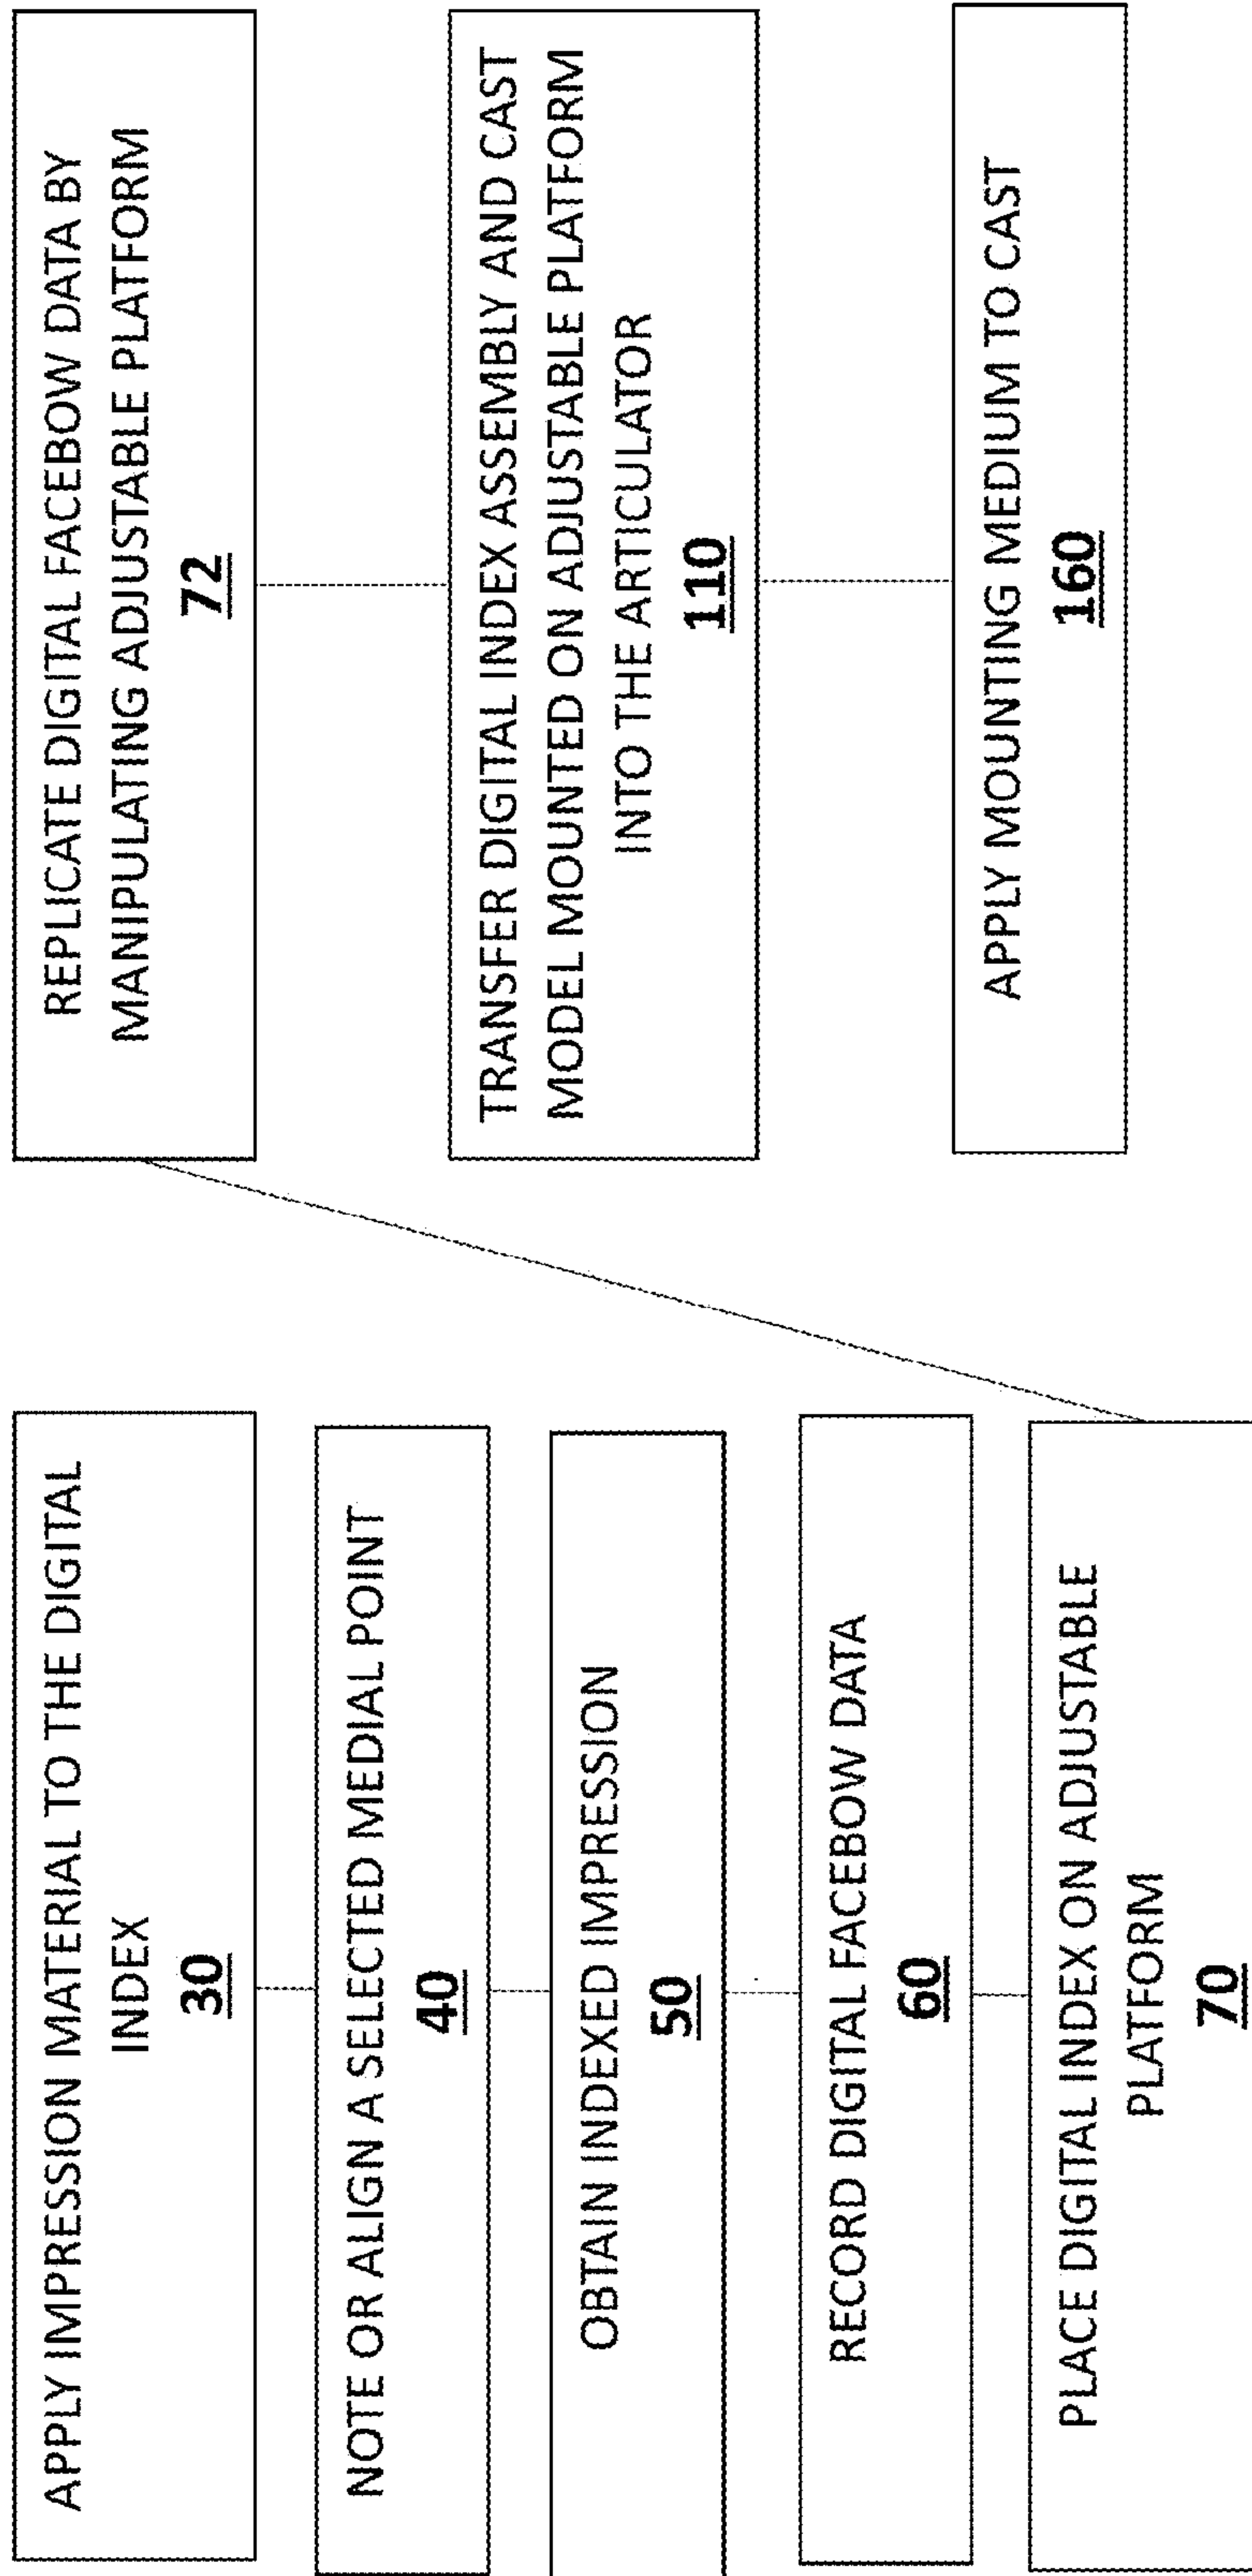 APPLY IMPRESSION MATERIAL TO THE DIGITAL
INDEX
30
NOTE OR ALIGN A SELECTED MEDIAL POINT
40
OBTAIN INDEXED IMPRESSION
50
RECORD DIGITAL FACEBOW DATA
60
PLACE DIGITAL INDEX ON ADJUSTABLE
PLATFORM
70
REPLICATE DIGITAL FACEBOW DATA BY
MANIPULATING ADJUSTABLE PLATFORM
72
TRANSFER DIGITAL INDEX ASSEMBLY AND CAST
MODEL MOUNTED ON ADJUSTABLE PLATFORM
INTO THE ARTICULATOR
110
APPLY MOUNTING MEDIUM TO CAST
160